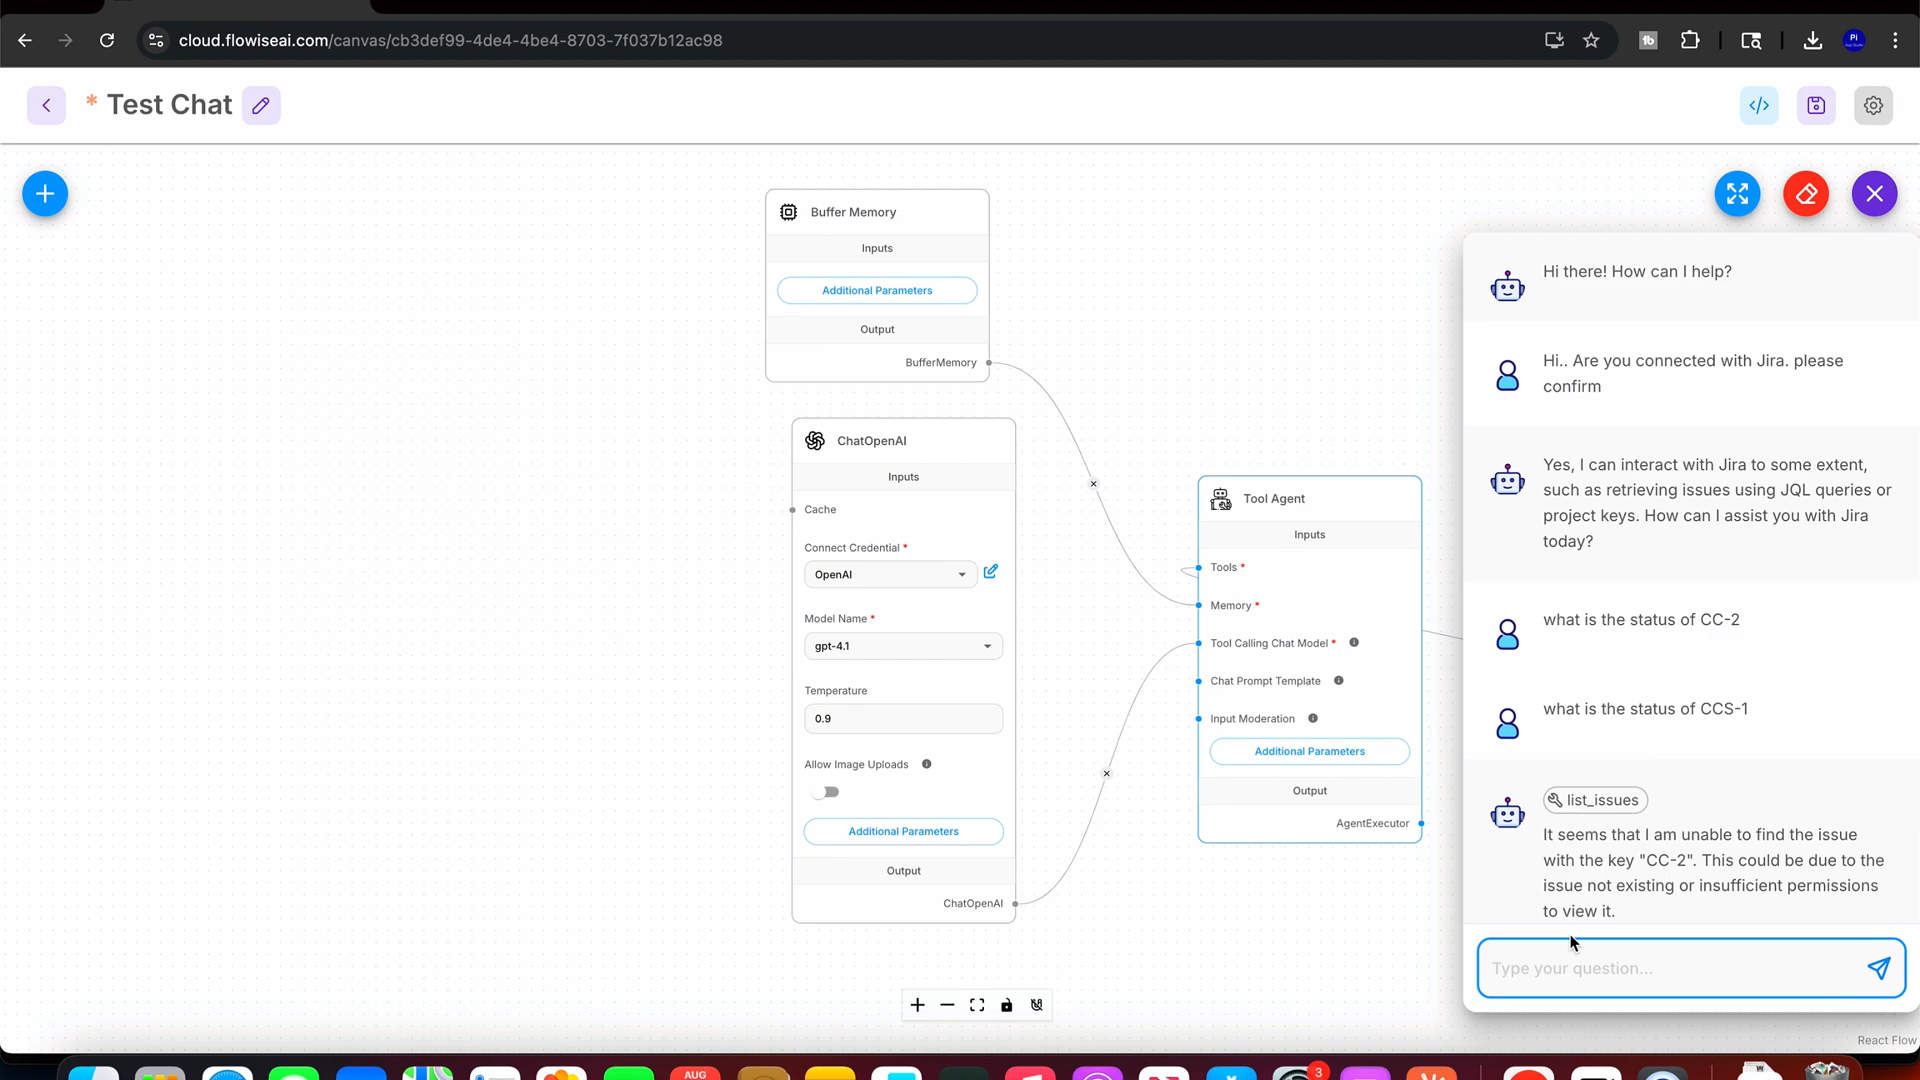 cloud.flowiseai.com/canvas/cb3def99-4de4-4be4-8703-7f037b12ac98
Pi
* Test Chat
Buffer Memory
Inputs
Additional Parameters
Output
BufferMemory
ChatOpenAI
Inputs
Cache
Connect Credential *
OpenAI
Model Name *
gpt-4.1
Temperature
0.9
Allow Image Uploads
Additional Parameters
Output
ChatOpenAI
Tool Agent
Inputs
Tools *
Memory *
Tool Calling Chat Model *
Chat Prompt Template
Input Moderation
Additional Parameters
Output
AgentExecutor
Hi there! How can I help?
Hi.. Are you connected with Jira. please
confirm
Yes, I can interact with Jira to some extent,
such as retrieving issues using JQL queries or
project keys. How can I assist you with Jira
today?
what is the status of CC-2
what is the status of CCS-1
list_issues
It seems that I am unable to find the issue
with the key "CC-2". This could be due to the
issue not existing or insufficient permissions
to view it.
Type your question...
React Flow
AUG
3